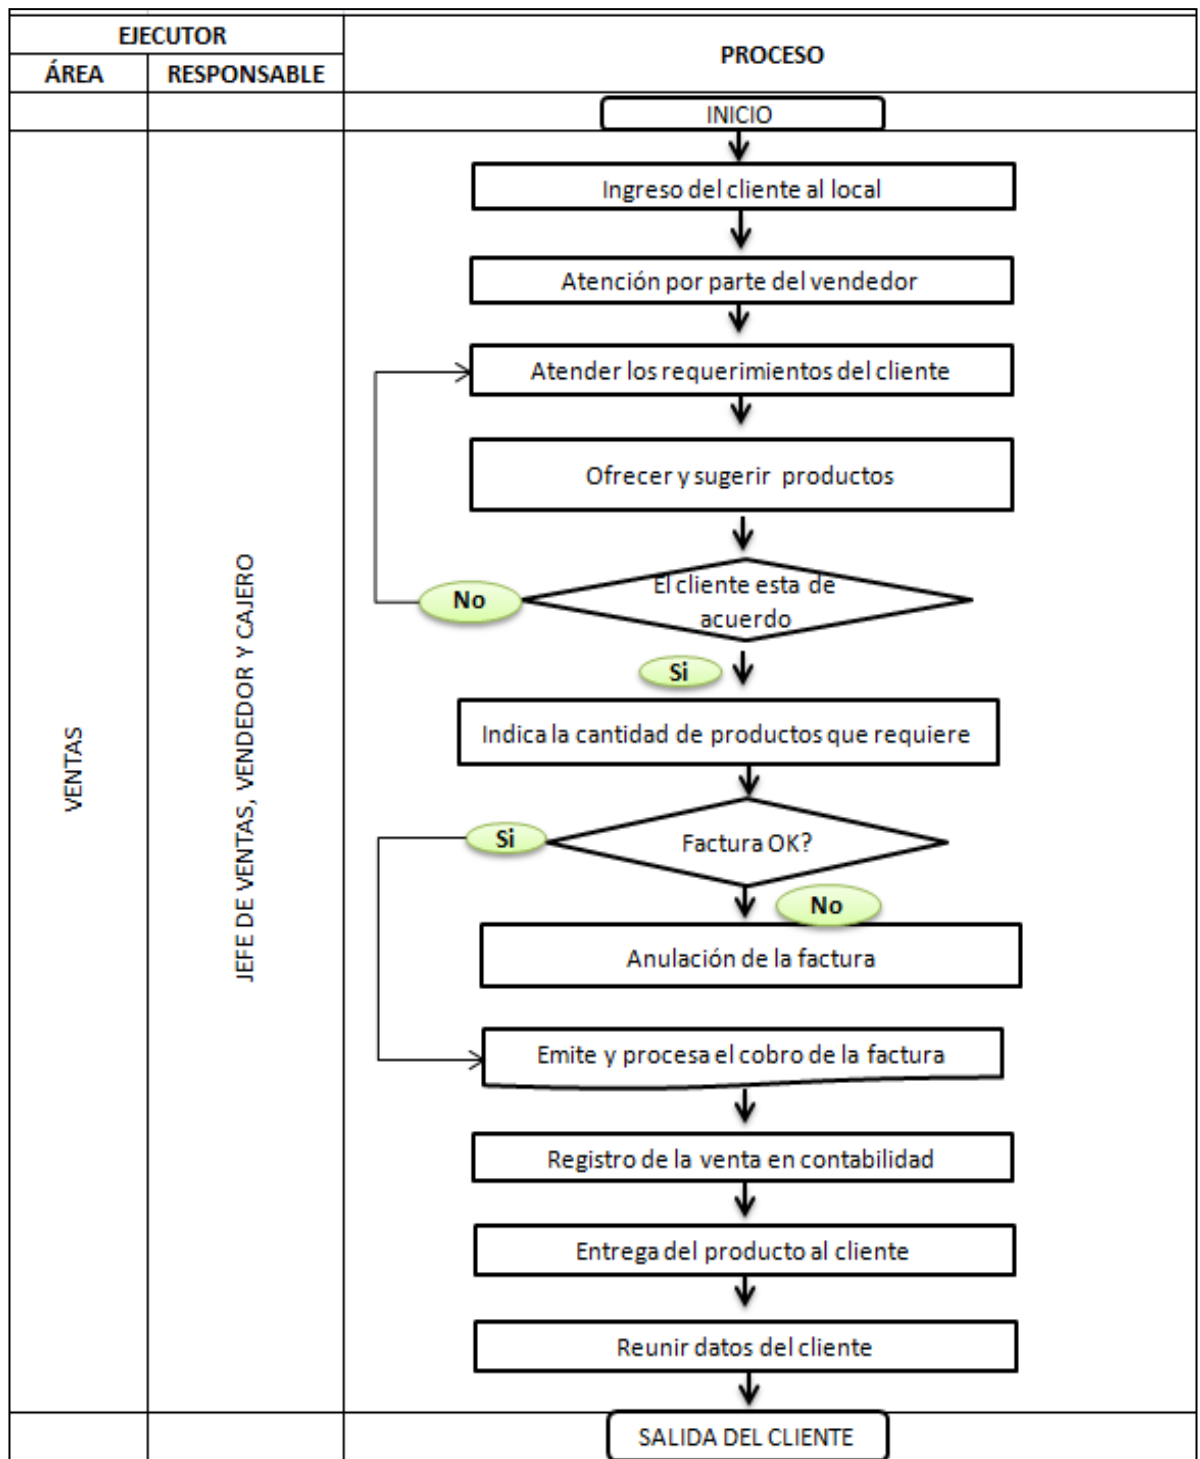 EJECUTOR
PROCESO
ÁREA
RESPONSABLE
INICIO
Ingreso del cliente al local
Atención por parte del vendedor
Atender los requerimientos del cliente
Ofrecer y sugerir productos
El cliente esta de
acuerdo
No
Si
Indica la cantidad de productos que requiere
Factura OK?
Si
No
Anulación de la factura
Emite y procesa el cobro de la factura
Registro de la venta en contabilidad
Entrega del producto al cliente
Reunir datos del cliente
SALIDA DEL CLIENTE
VENTAS
JEFE DE VENTAS, VENDEDOR Y CAJERO